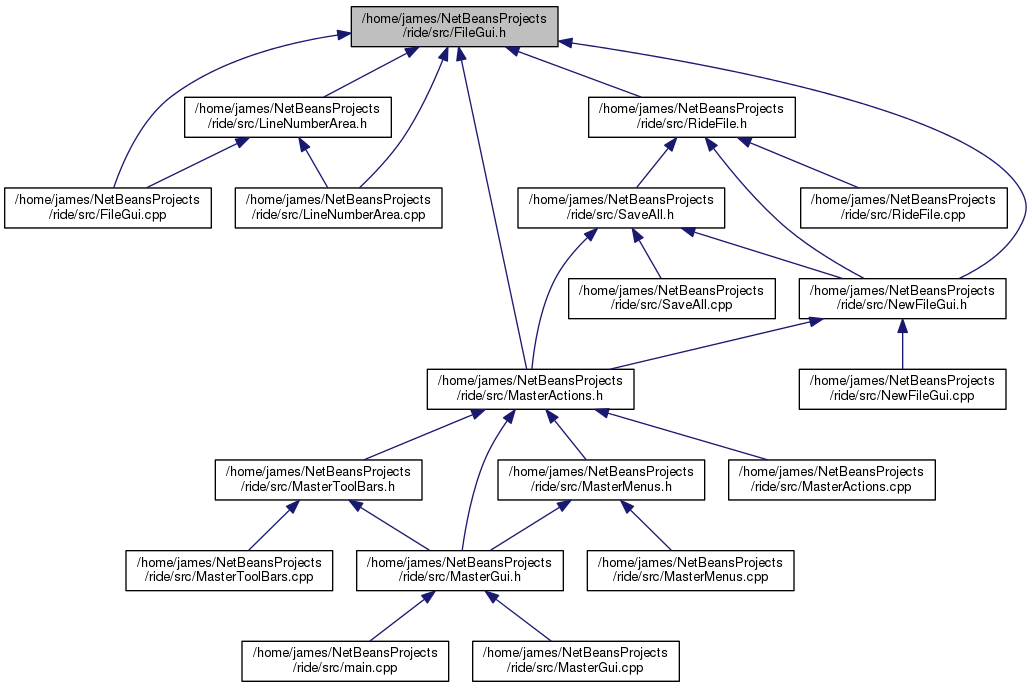 /home/james/NetBeansProjects
/ride/src/FileGui.h
/home/james/NetBeansProjects
/ride/src/LineNumberArea.h
/home/james/NetBeansProjects
/ride/src/RideFile.h
/home/james/NetBeansProjects
/ride/src/FileGui.cpp
/home/james/NetBeansProjects
/ride/src/LineNumberArea.cpp
/home/james/NetBeansProjects
/ride/src/SaveAll.h
/home/james/NetBeansProjects
/ride/src/RideFile.cpp
/home/james/NetBeansProjects
/ride/src/SaveAll.cpp
/home/james/NetBeansProjects
/ride/src/NewFileGui.h
/home/james/NetBeansProjects
/ride/src/MasterActions.h
/home/james/NetBeansProjects
/ride/src/NewFileGui.cpp
/home/james/NetBeansProjects
/ride/src/MasterToolBars.h
/home/james/NetBeansProjects
/ride/src/MasterMenus.h
/home/james/NetBeansProjects
/ride/src/MasterActions.cpp
/home/james/NetBeansProjects
/ride/src/MasterToolBars.cpp
/home/james/NetBeansProjects
/ride/src/MasterGui.h
/home/james/NetBeansProjects
/ride/src/MasterMenus.cpp
/home/james/NetBeansProjects
/ride/src/main.cpp
/home/james/NetBeansProjects
/ride/src/MasterGui.cpp